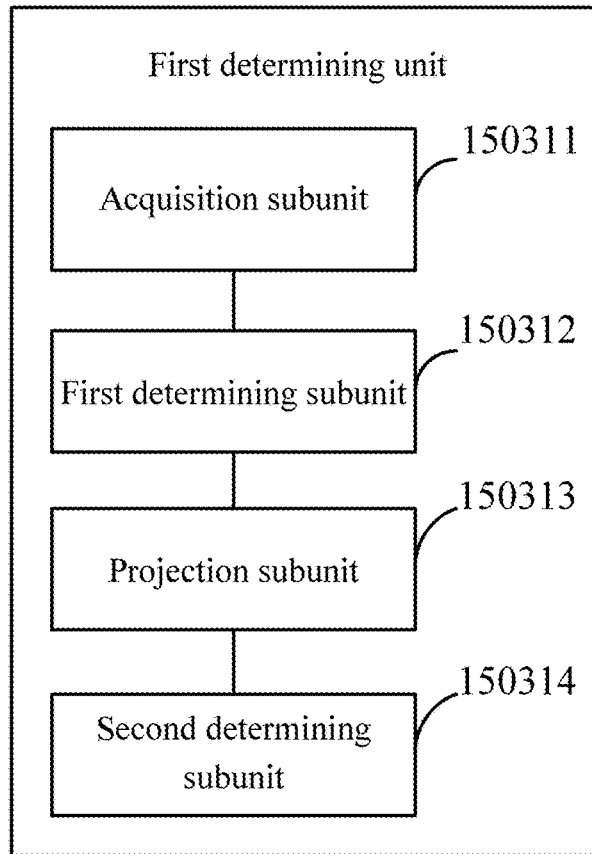 First determining unit
150311
Acquisition subunit
150312
First determining subunit
150313
Projection subunit
150314
Second determining
subunit